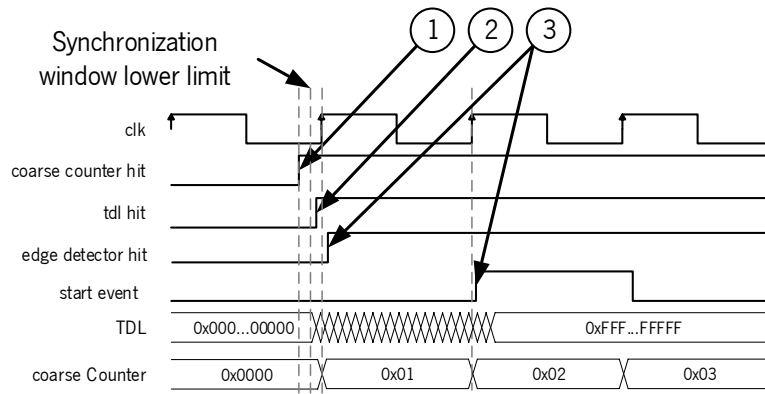 1 2 3
Synchronization
window lower limit
clk
coarse counter hit
tdl hit
edge detector hit
start event
TDL 0x000...00000 0xFFF...FFFFF
coarse Counter 0x0000 0x01 0x02 0x03